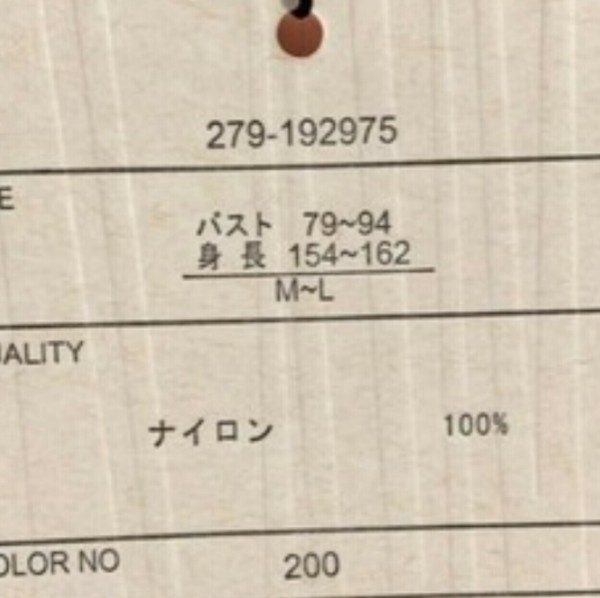 279-192975
E
バスト 79~94
身長 154~162
M~L
ALITY
ナイロン 100%
OLOR NO 200